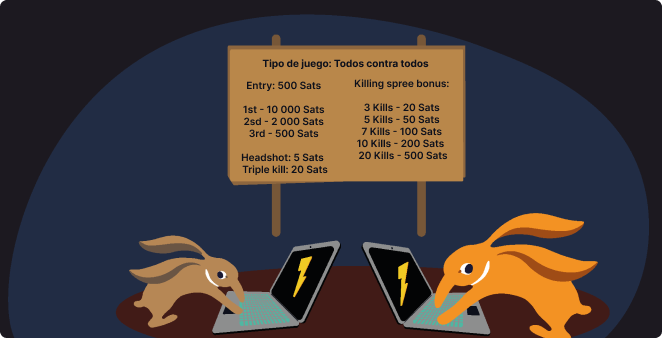 Tipo de juego: Todos contra todos
Entry: 500 Sats
1st - 10 000 Sats
2sd - 2 000 Sats
3rd - 500 Sats
Headshot: 5 Sats
Triple kill: 20 Sats
Killing spree bonus:
3 Kills - 20 Sats
5 Kills - 50 Sats
7 Kills - 100 Sats
10 Kills - 200 Sats
20 Kills - 500 Sats